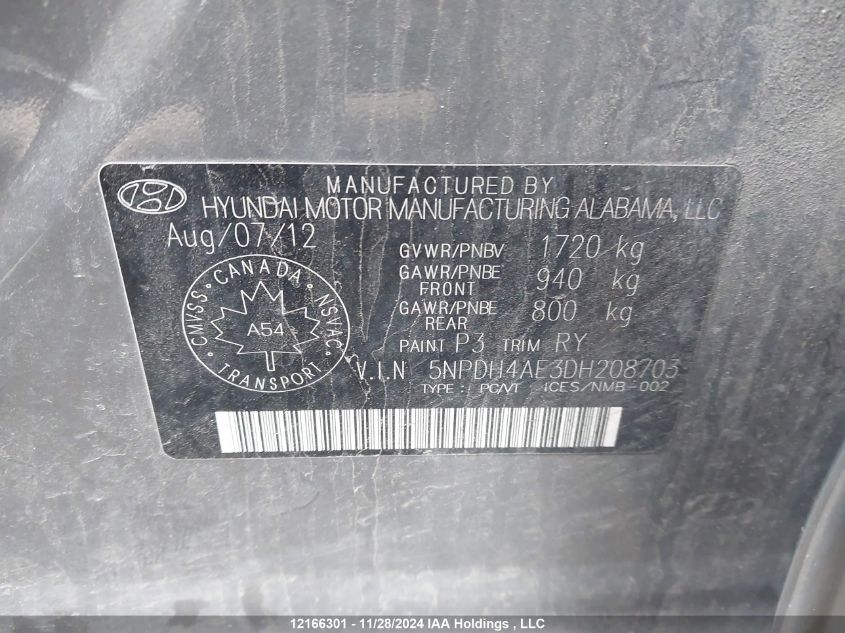 MANUFACTURED BY
HYUNDAI MOTOR MANUFACTURING ALABAMA, LLC
Aug/07/12
GVWR/PNBV 1720 kg
GAWR/PNBE FRONT 940 kg
GAWR/PNBE REAR 800 kg
PAINT P3 TRIM RY
CANADA
CMVSS
NSVAC
A54
TRANSPORT
V.I.N 5NPDH4AE3DH208703
TYPE : PC/VT ICES/NMB-002
12166301 - 11/28/2024 IAA Holdings , LLC